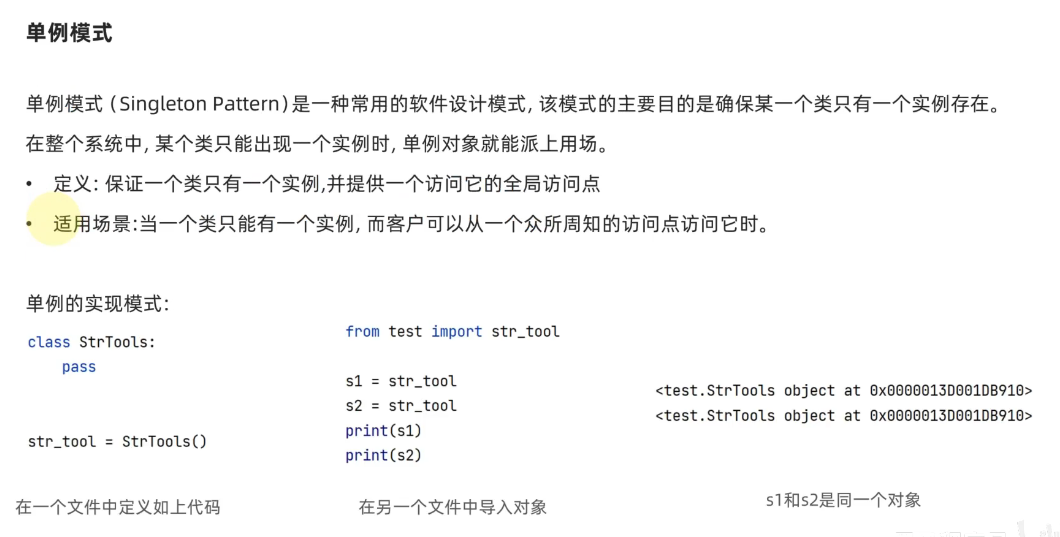 单例模式
单例模式（Singleton Pattern）是一种常用的软件设计模式, 该模式的主要目的是确保某一个类只有一个实例存在。
在整个系统中, 某个类只能出现一个实例时, 单例对象就能派上用场。
• 定义: 保证一个类只有一个实例,并提供一个访问它的全局访问点
• 适用场景:当一个类只能有一个实例, 而客户可以从一个众所周知的访问点访问它时。
单例的实现模式:
class StrTools:
    pass
str_tool = StrTools()
在一个文件中定义如上代码
from test import str_tool
s1 = str_tool
s2 = str_tool
print(s1)
print(s2)
在另一个文件中导入对象
<test.StrTools object at 0x0000013D001DB910>
<test.StrTools object at 0x0000013D001DB910>
s1和s2是同一个对象